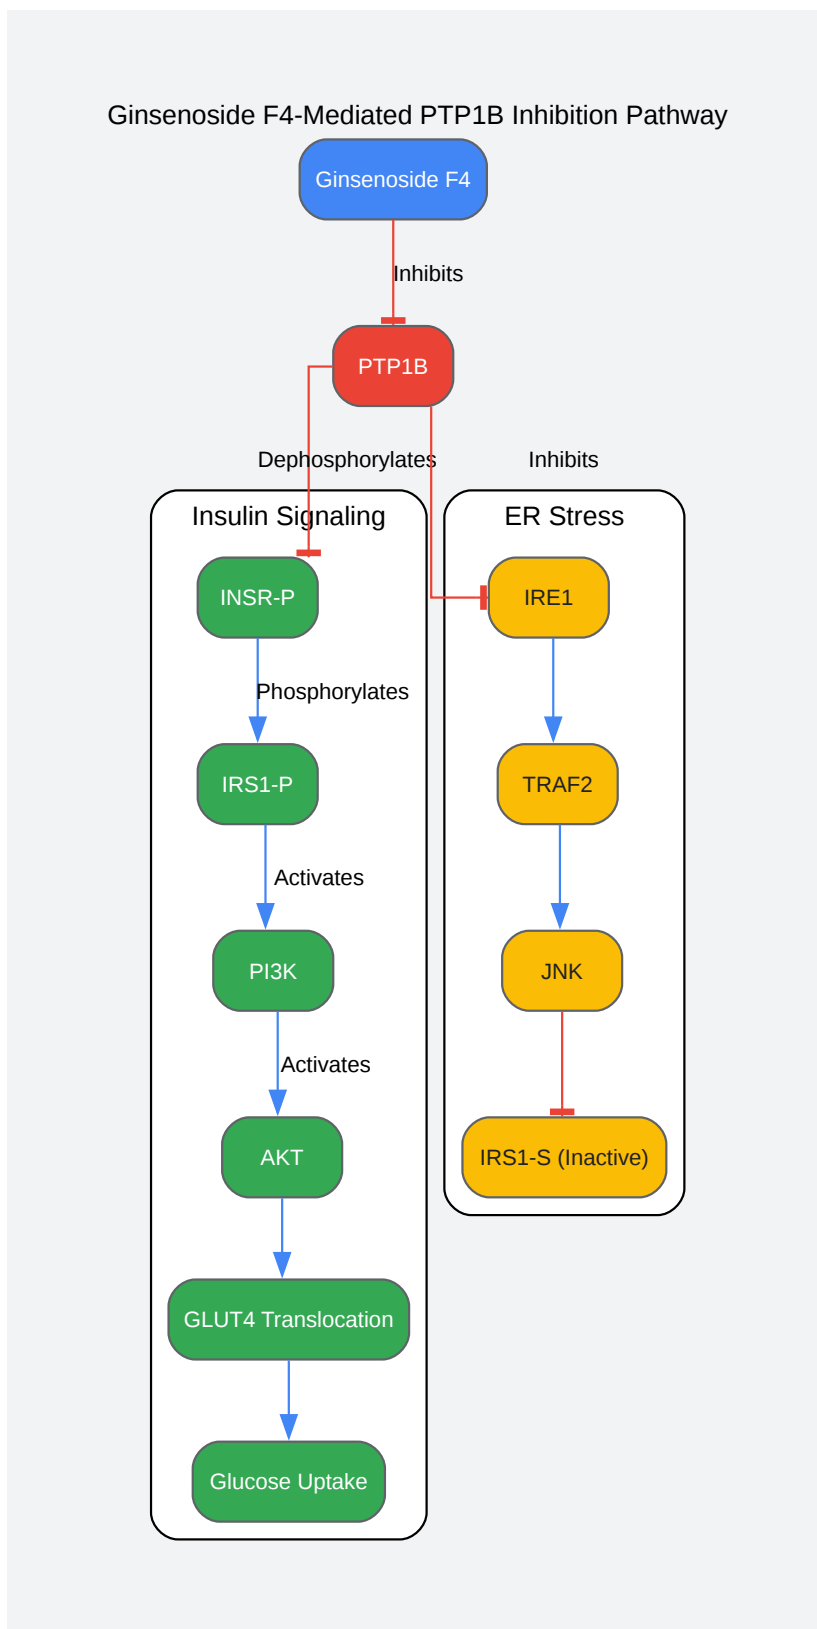 Ginsenoside F4-Mediated PTP1B Inhibition Pathway
Ginsenoside F4
Inhibits
PTP1B
Dephosphorylates
Inhibits
Insulin Signaling
INSR-P
Phosphorylates
IRS1-P
Activates
PI3K
Activates
AKT
GLUT4 Translocation
Glucose Uptake
ER Stress
IRE1
TRAF2
JNK
IRS1-S (Inactive)